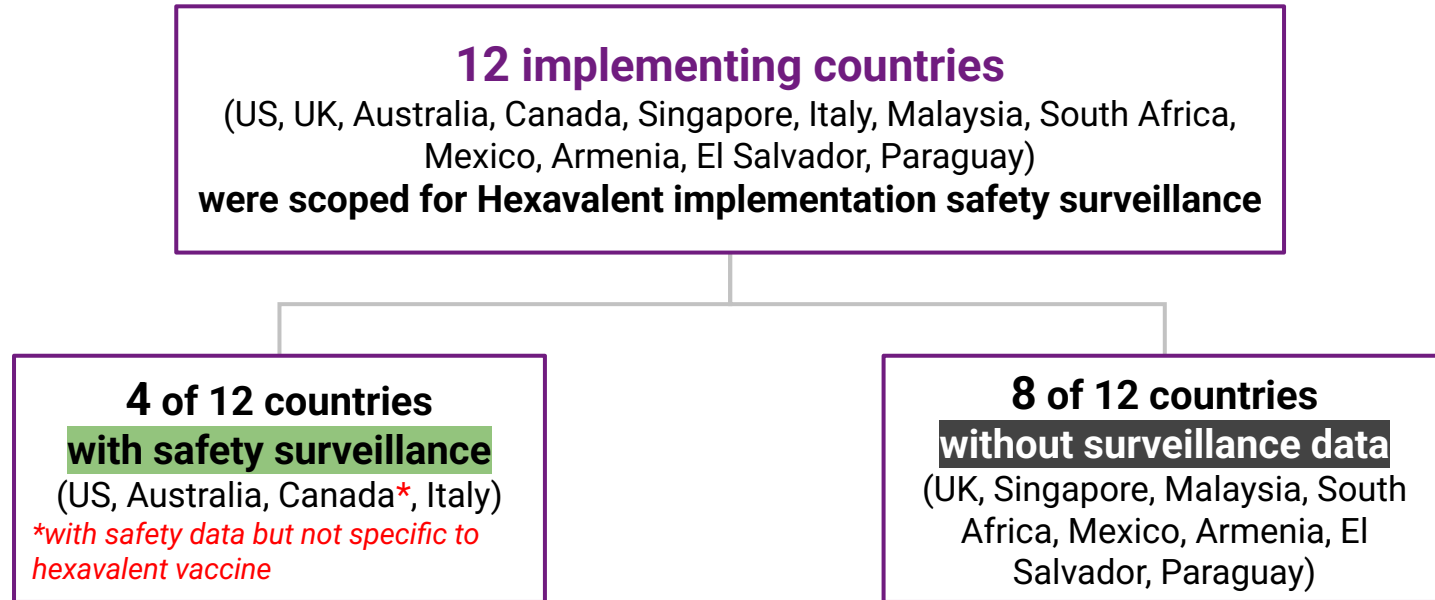 12 implementing countries
(US, UK, Australia, Canada, Singapore, Italy, Malaysia, South Africa,
Mexico, Armenia, El Salvador, Paraguay)
were scoped for Hexavalent implementation safety surveillance
4 of 12 countries
with safety surveillance
(US, Australia, Canada*, Italy)
*with safety data but not specific to
hexavalent vaccine
8 of 12 countries
without surveillance data
(UK, Singapore, Malaysia, South
Africa, Mexico, Armenia, El
Salvador, Paraguay)